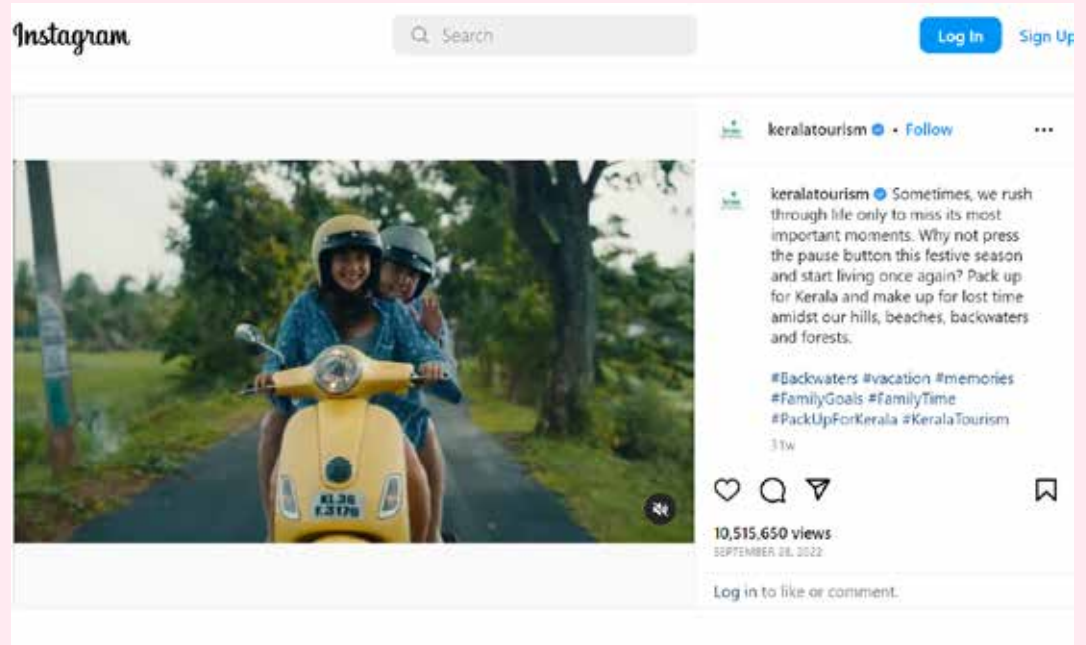 Instagram
Search
Log In
Sign Up
keralatourism • Follow
keralatourism Sometimes, we rush
through life only to miss its most
important moments. Why not press
the pause button this festive season
and start living once again? Pack up
for Kerala and make up for lost time
amidst our hills, beaches, backwaters
and forests.
#Backwaters #vacation #memories
#FamilyGoals #FamilyTime
#PackUpForKerala #KeralaTourism
31w
KL 36
F.3176
10,515,650 views
SEPTEMBER 28, 2022
Log in to like or comment.